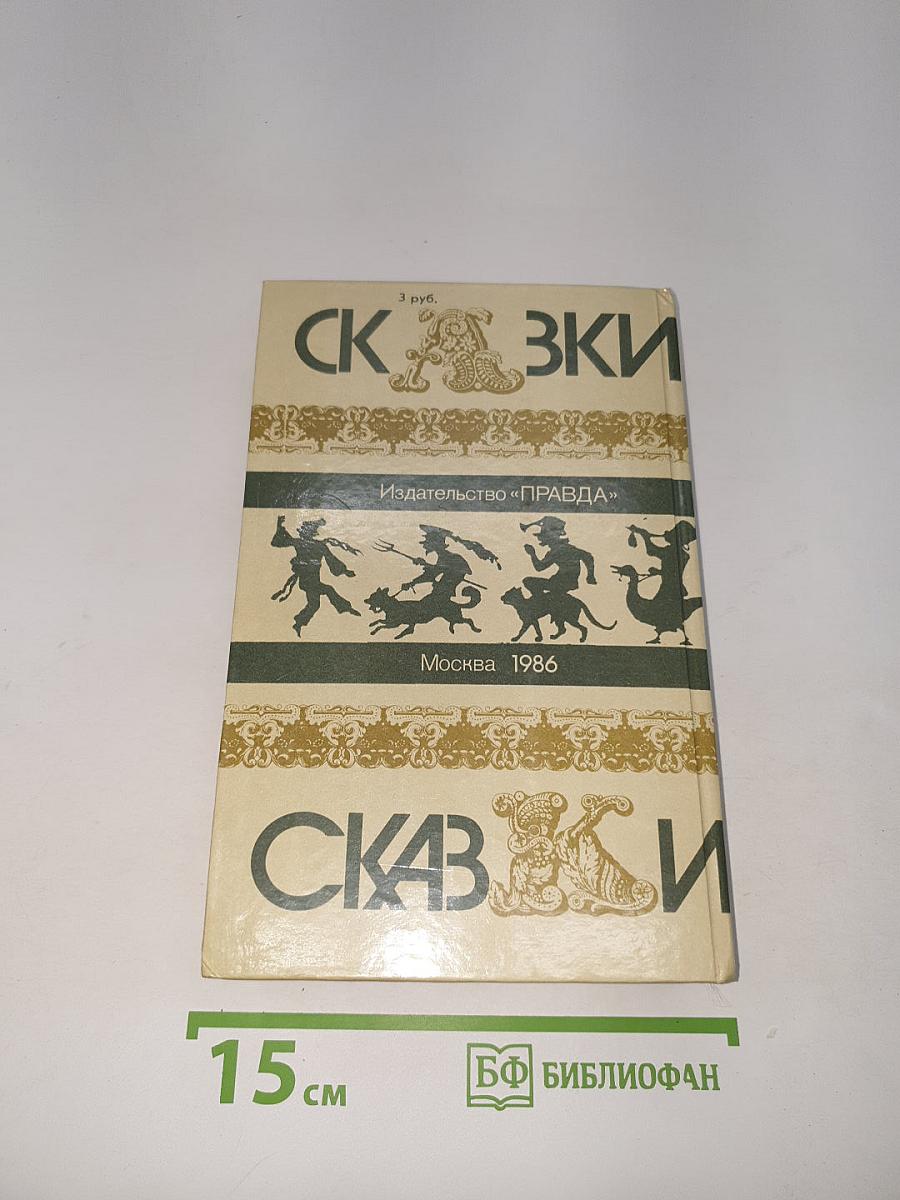 3 руб.
СКАЗКИ
Издательство «ПРАВДА»
Москва 1986
СКАЗКИ
15 см
БФ БИБЛИОФАН